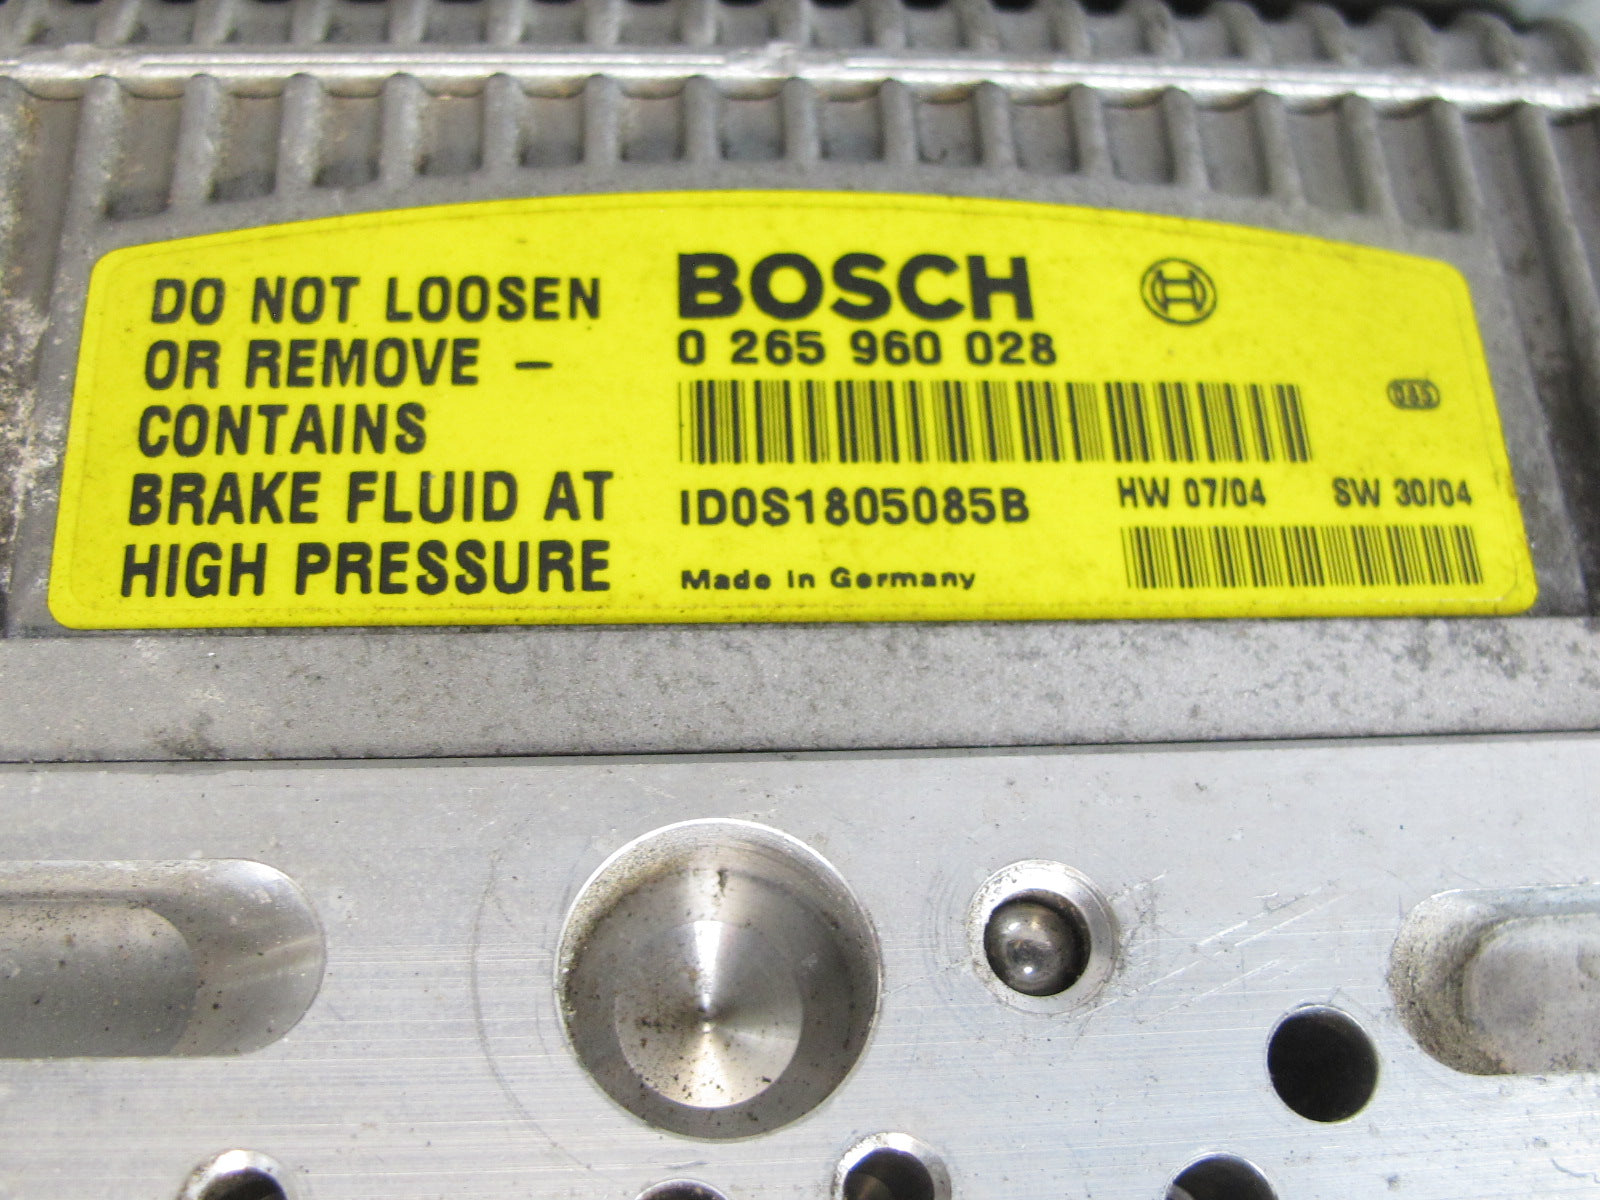 DO NOT LOOSEN
OR REMOVE –
CONTAINS
BRAKE FLUID AT
HIGH PRESSURE
BOSCH
0 265 960 028
ID0S1805085B
HW 07/04 SW 30/04
Made in Germany